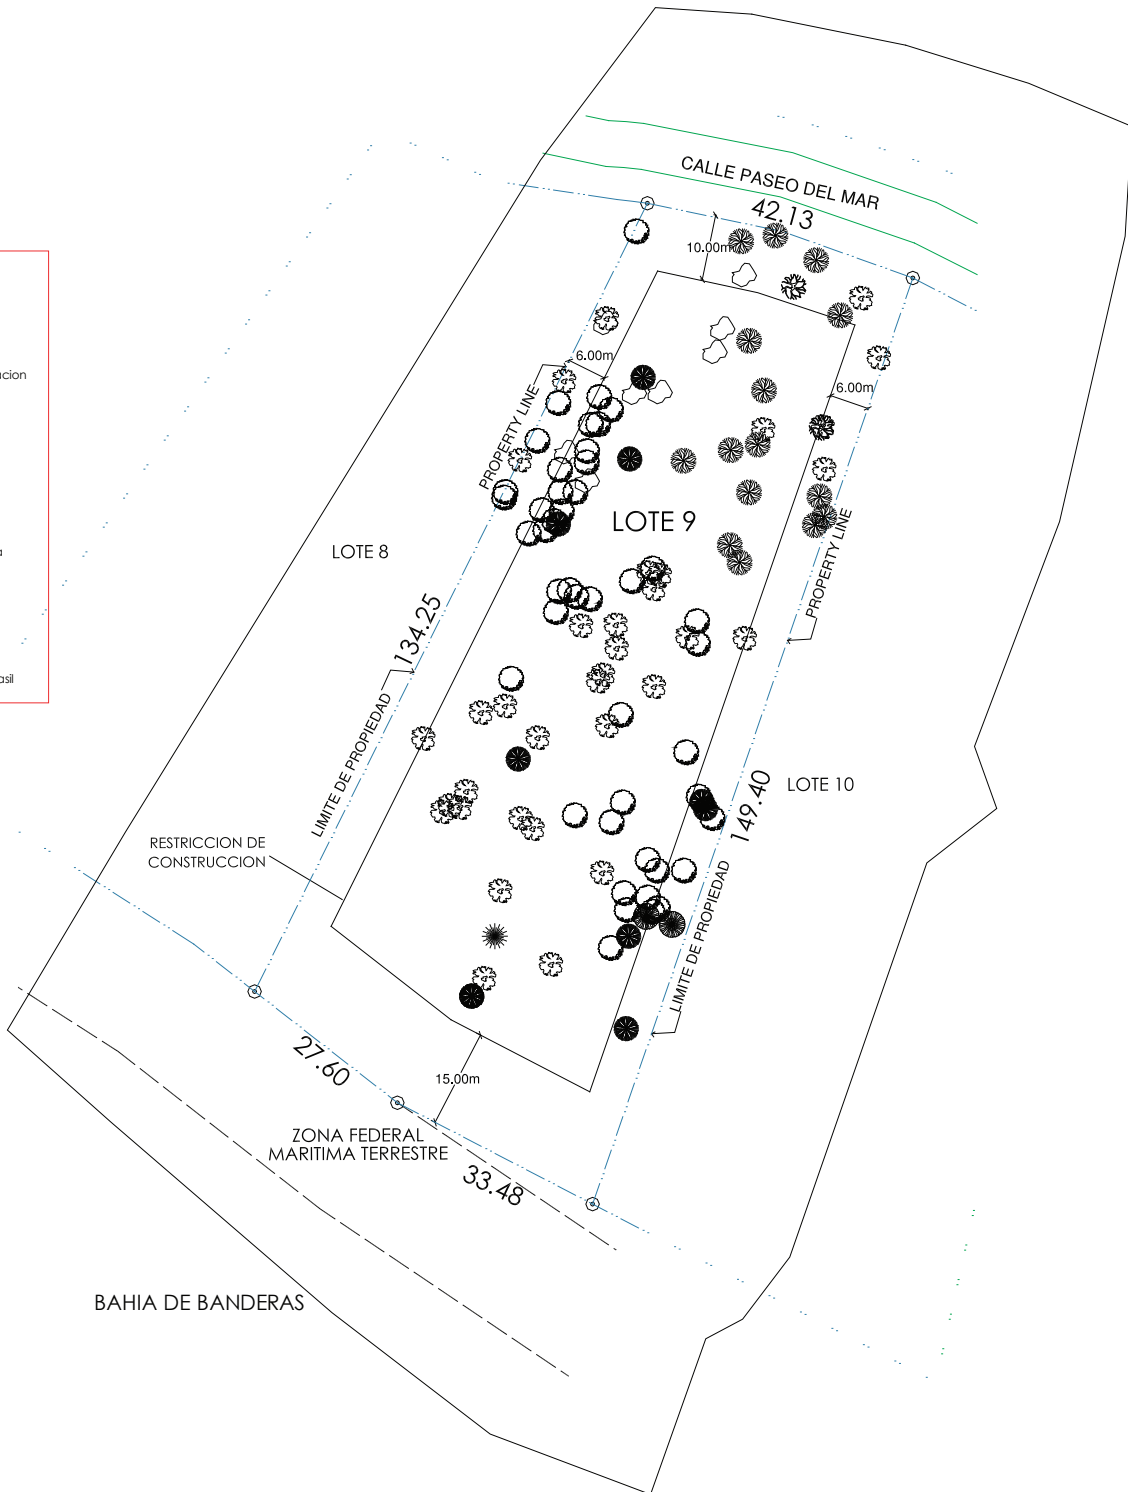 CALLE PASEO DEL MAR
42.13
10.00m
6.00m
6.00m
PROPERTY LINE
LOTE 9
LOTE 8
PROPERTY LINE
134.25
LIMITE DE PROPIEDAD
149.40
LOTE 10
RESTRICCION DE
CONSTRUCCION
LIMITE DE PROPIEDAD
27.60
15.00m
ZONA FEDERAL
MARITIMA TERRESTRE
33.48
BAHIA DE BANDERAS